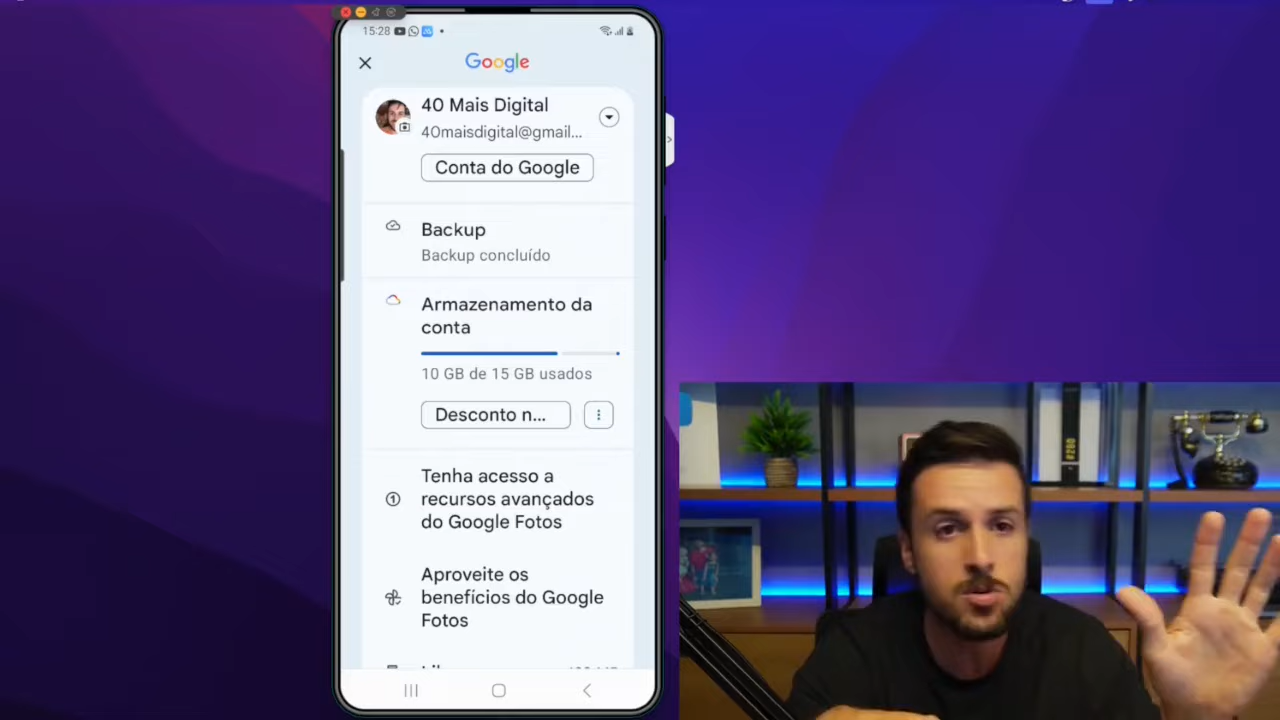 15:28
Google
40 Mais Digital
40maisdigital@gmail...
Conta do Google
Backup
Backup concluído
Armazenamento da
conta
10 GB de 15 GB usados
Desconto n...
Tenha acesso a
recursos avançados
do Google Fotos
Aproveite os
benefícios do Google
Fotos
#260